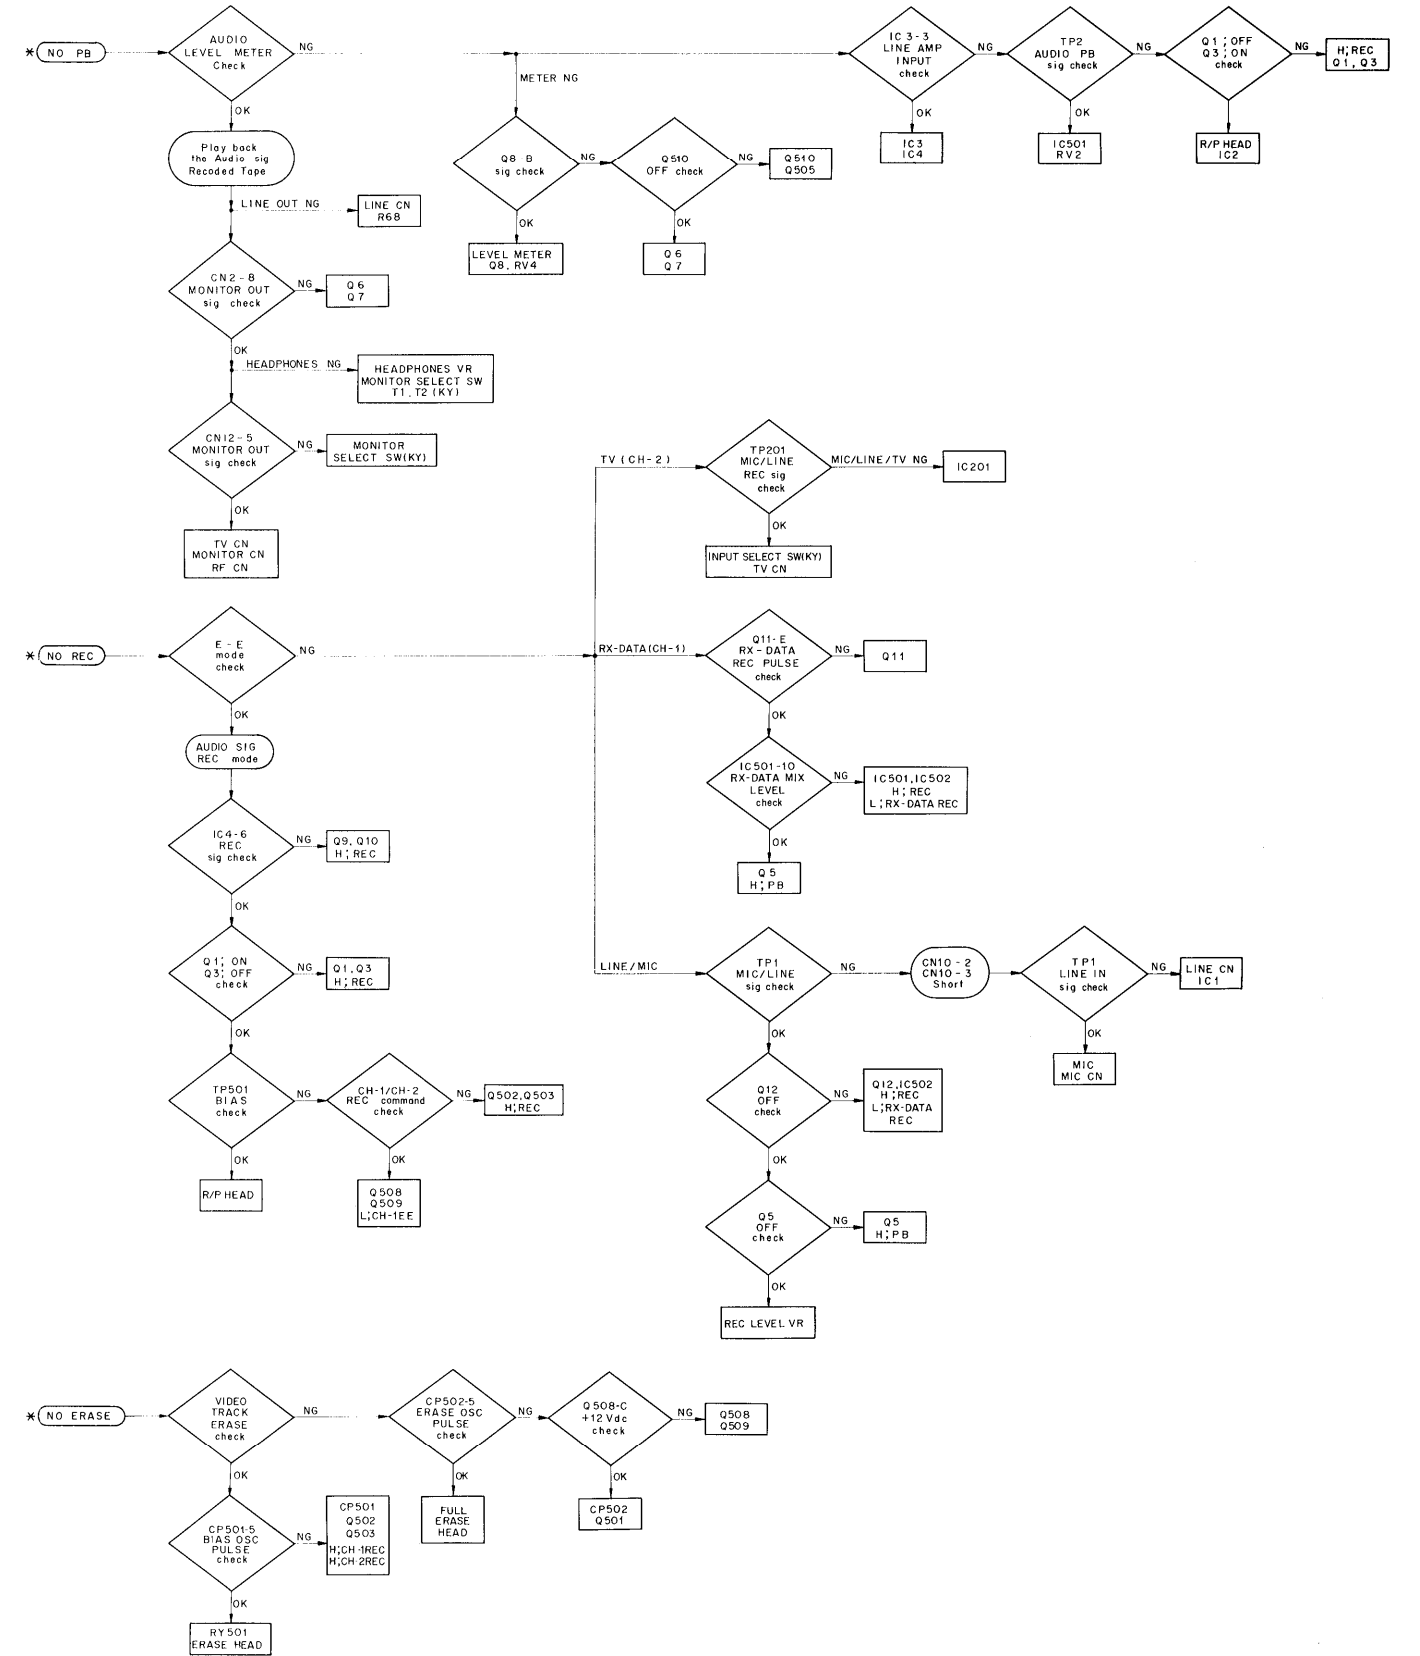 * NO PB
AUDIO
LEVEL METER
Check
NG
OK
Play back
the Audio sig
Recoded Tape
LINE OUT NG
LINE CN
R68
CN2-8
MONITOR OUT
sig check
NG
Q6
Q7
OK
HEADPHONES NG
HEADPHONES VR
MONITOR SELECT SW
T1, T2 (KY)
CN12-5
MONITOR OUT
sig check
NG
MONITOR
SELECT SW(KY)
OK
TV CN
MONITOR CN
RF CN
METER NG
Q8-B
sig check
NG
OK
LEVEL METER
Q8, RV4
Q510
OFF check
NG
Q510
Q505
OK
Q6
Q7
IC3-3
LINE AMP
INPUT
check
NG
OK
IC3
IC4
TP2
AUDIO PB
sig check
NG
OK
IC501
RV2
Q1;OFF
Q3;ON
check
NG
H;REC
Q1, Q3
R/P HEAD
IC2
* NO REC
E-E
mode
check
NG
OK
AUDIO SIG
REC mode
IC4-6
REC
sig check
NG
Q9, Q10
H;REC
OK
Q1;ON
Q3;OFF
check
NG
Q1, Q3
H;REC
OK
TP501
BIAS
check
NG
OK
R/P HEAD
CH-1/CH-2
REC command
check
NG
Q502,Q503
H;REC
OK
Q508
Q509
L;CH-1EE
TV (CH-2)
TP201
MIC/LINE
REC sig
check
MIC/LINE/TV NG
IC201
OK
INPUT SELECT SW(KY)
TV CN
RX-DATA(CH-1)
Q11-E
RX-DATA
REC PULSE
check
NG
Q11
OK
IC501-10
RX-DATA MIX
LEVEL
check
NG
IC501,IC502
H;REC
L;RX-DATA REC
OK
Q5
H;PB
LINE/MIC
TP1
MIC/LINE
sig check
NG
CN10-2
CN10-3
Short
TP1
LINE IN
sig check
NG
LINE CN
IC1
OK
MIC
MIC CN
OK
Q12
OFF
check
NG
Q12,IC502
H;REC
L;RX-DATA
REC
OK
Q5
OFF
check
NG
Q5
H;PB
OK
REC LEVEL VR
* NO ERASE
VIDEO
TRACK
ERASE
check
NG
OK
CP501-5
BIAS OSC
PULSE
check
NG
CP501
Q502
Q503
H;CH-1REC
H;CH-2REC
OK
RY501
ERASE HEAD
CP502-5
ERASE OSC
PULSE
check
NG
OK
FULL
ERASE
HEAD
Q508-C
+12Vdc
check
NG
Q508
Q509
OK
CP502
Q501